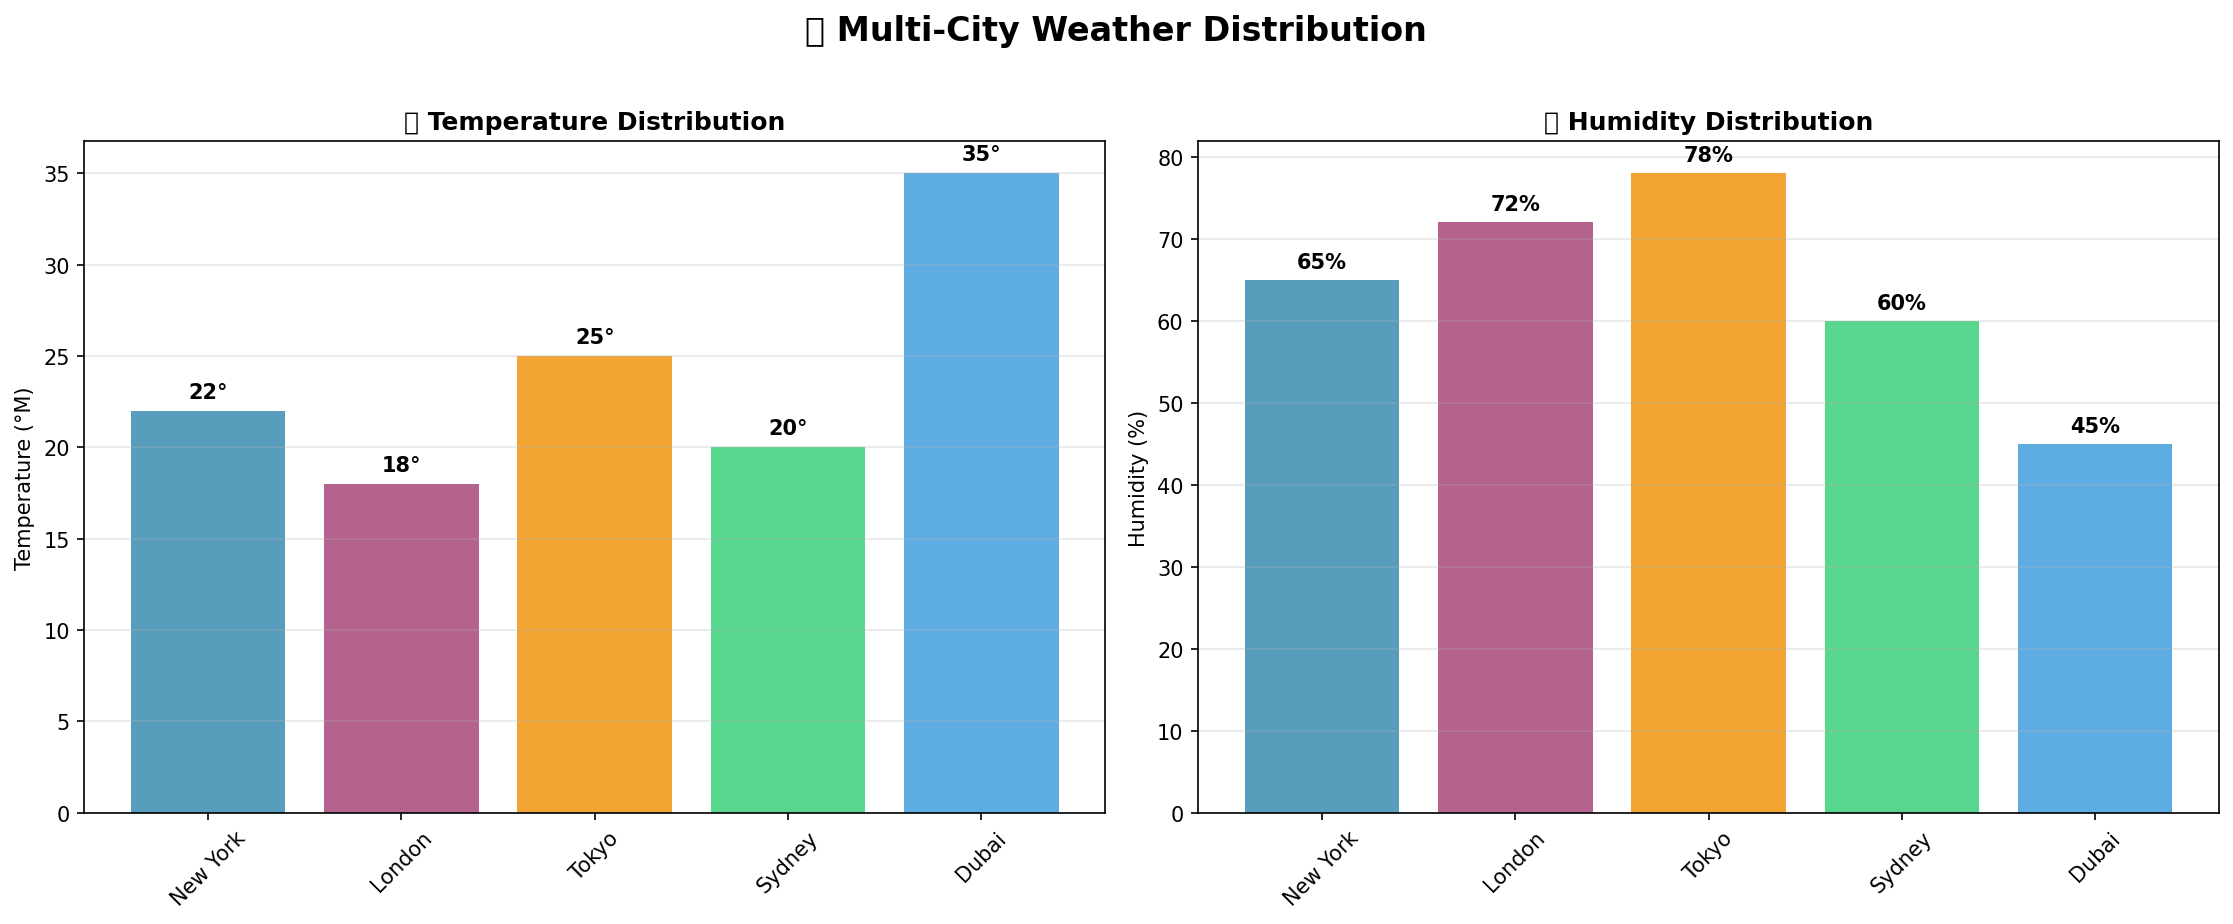 Multi-City Weather Distribution
Temperature Distribution
Temperature (°M)
35
30
25
20
15
10
5
0
22°
18°
25°
20°
35°
New York
London
Tokyo
Sydney
Dubai
Humidity Distribution
Humidity (%)
80
70
60
50
40
30
20
10
0
65%
72%
78%
60%
45%
New York
London
Tokyo
Sydney
Dubai